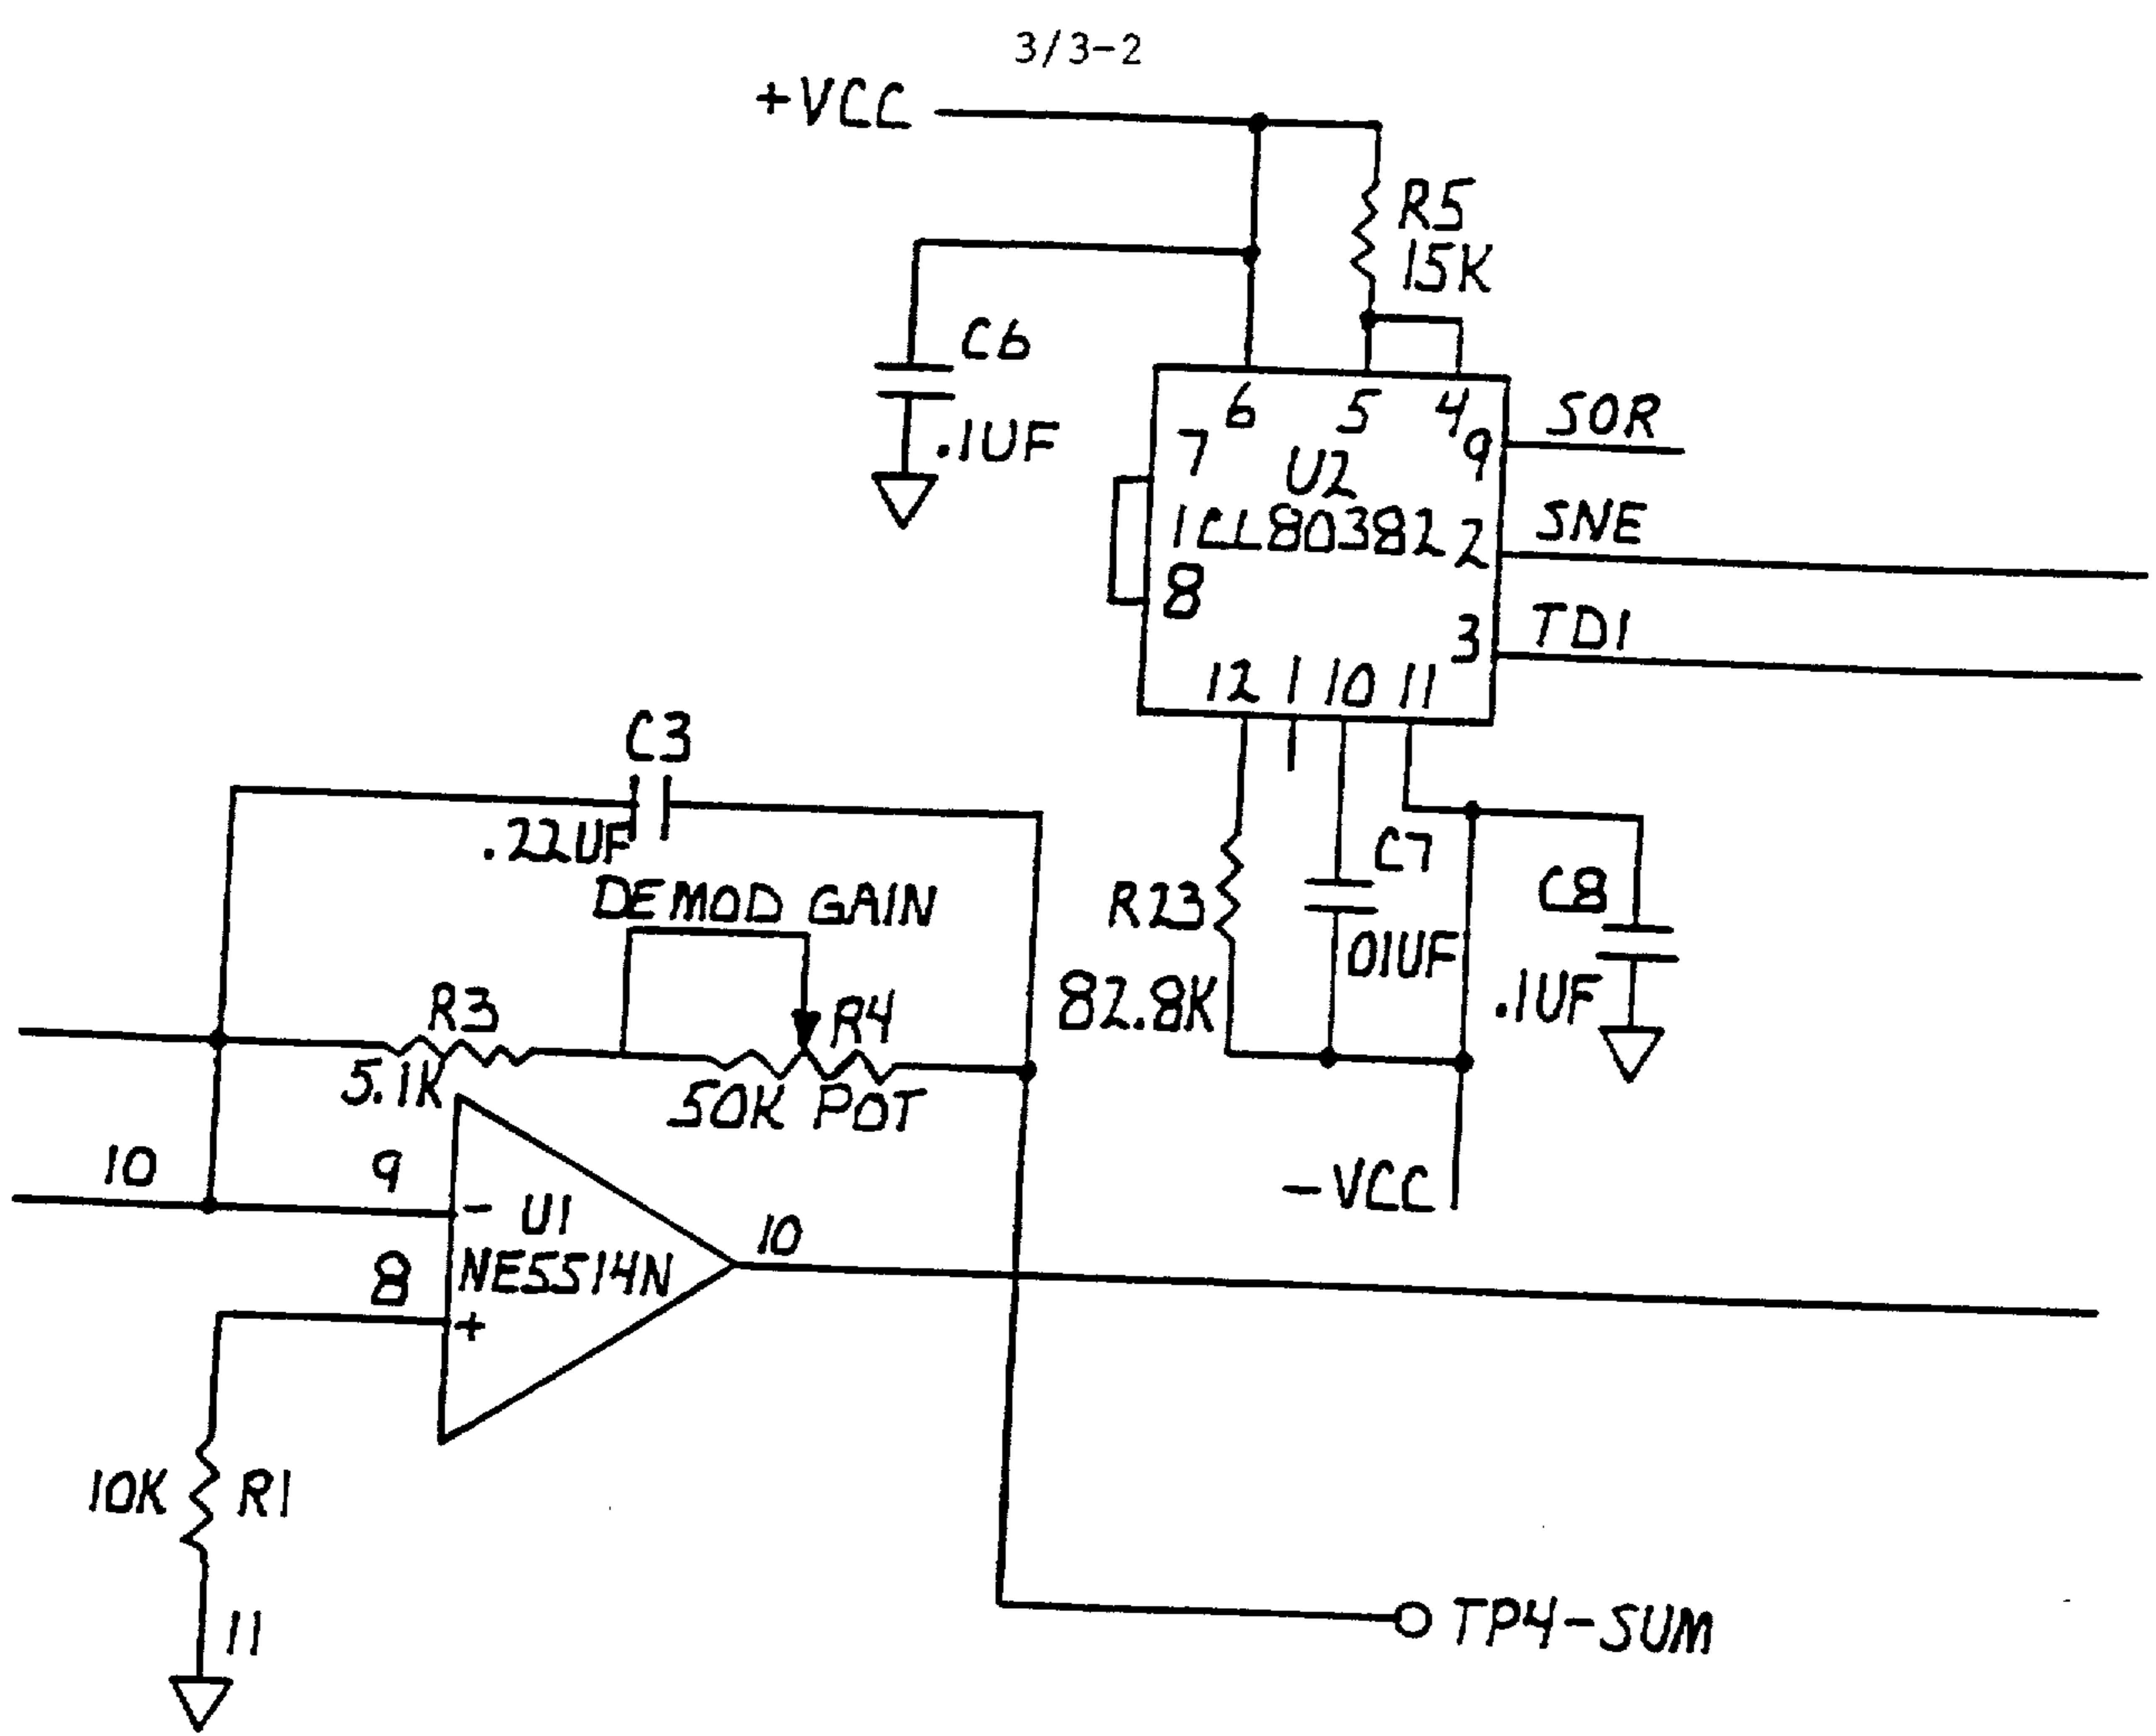 3/3-2
+VCC
R5
15K
C6
.1UF
6
5
4
9
SOR
7
U2
ICL80382
2
SNE
8
3
TDI
12
1
10
11
C3
.22UF
DEMOD GAIN
R23
82.8K
C7
01UF
C8
.1UF
R3
5.1K
R4
50K POT
-VCC
10
9
-
U1
NE5514N
10
8
+
10K
R1
11
TP4-SUM